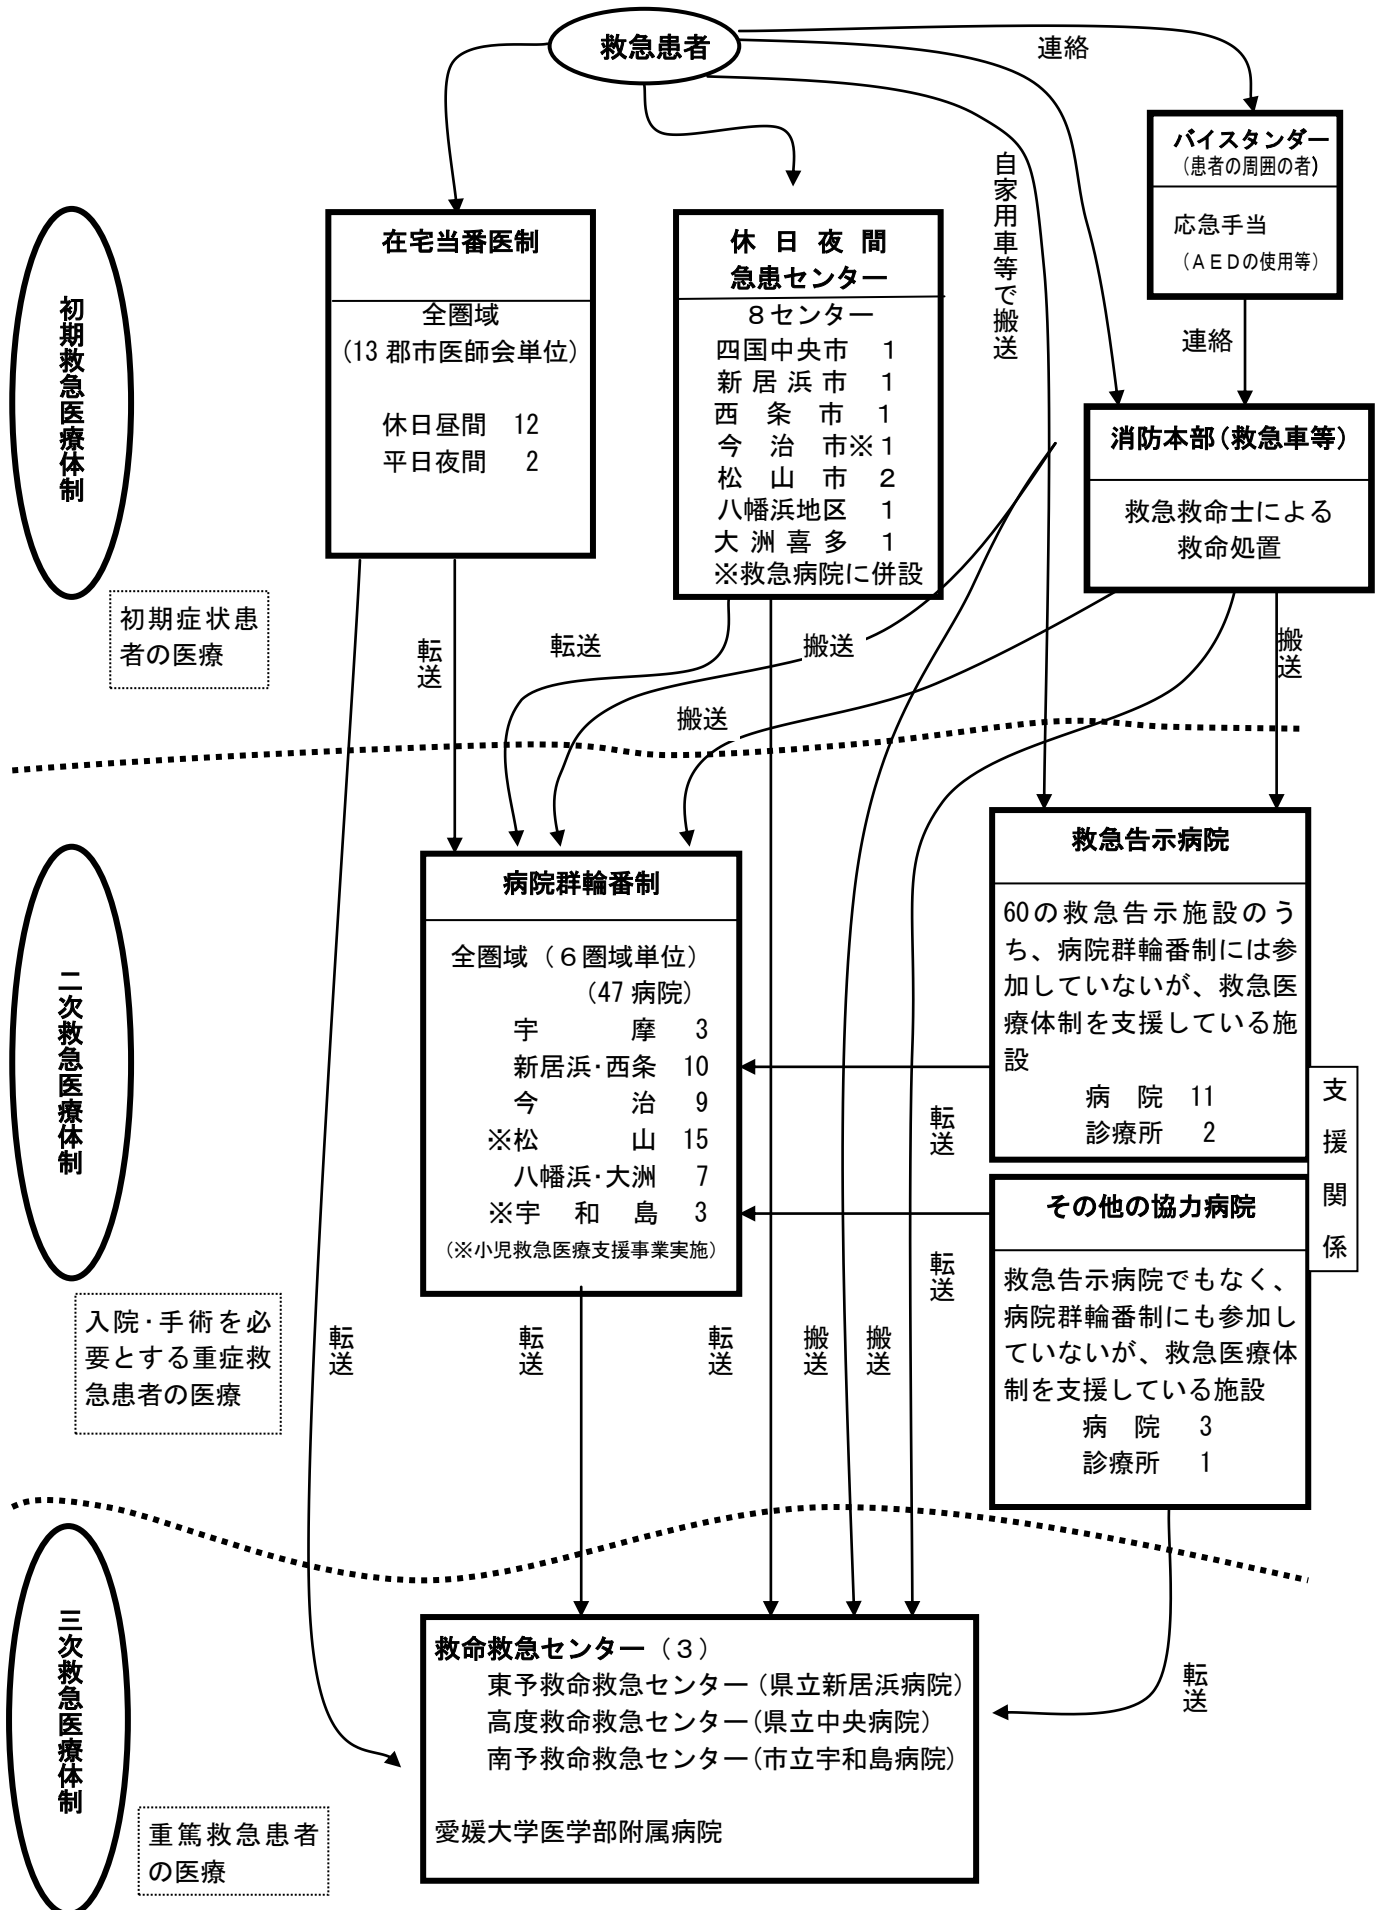 救急患者
連絡
バイスタンダー
（患者の周囲の者）
応急手当
（ＡＥＤの使用等）
連絡
自家用車等で搬送
初期救急医療体制
在宅当番医制
全圏域
（13 郡市医師会単位）
休日昼間　12
平日夜間　2
休 日 夜 間
急患センター
８センター
四国中央市　１
新 居 浜 市　１
西　条　市　１
今　治　市※１
松　山　市　２
八幡浜地区　１
大 洲 喜 多　１
※救急病院に併設
消防本部（救急車等）
救急救命士による
救命処置
初期症状患
者の医療
転送
転送
搬送
搬送
搬送
二次救急医療体制
病院群輪番制
全圏域（６圏域単位）
（47 病院）
宇　　　摩　3
新居浜･西条　10
今　　　治　9
※松　　　山　15
八幡浜･大洲　7
※宇　和　島　3
（※小児救急医療支援事業実施）
救急告示病院
60の救急告示施設のう
ち、病院群輪番制には参
加していないが、救急医
療体制を支援している施
設
病　院　11
診療所　2
転送
支援関係
その他の協力病院
救急告示病院でもなく、
病院群輪番制にも参加し
ていないが、救急医療体
制を支援している施設
病　院　3
診療所　1
転送
入院･手術を必
要とする重症救
急患者の医療
転送
転送
転送
搬送
搬送
三次救急医療体制
救命救急センター（３）
東予救命救急センター（県立新居浜病院）
高度救命救急センター（県立中央病院）
南予救命救急センター（市立宇和島病院）
愛媛大学医学部附属病院
転送
重篤救急患者
の医療